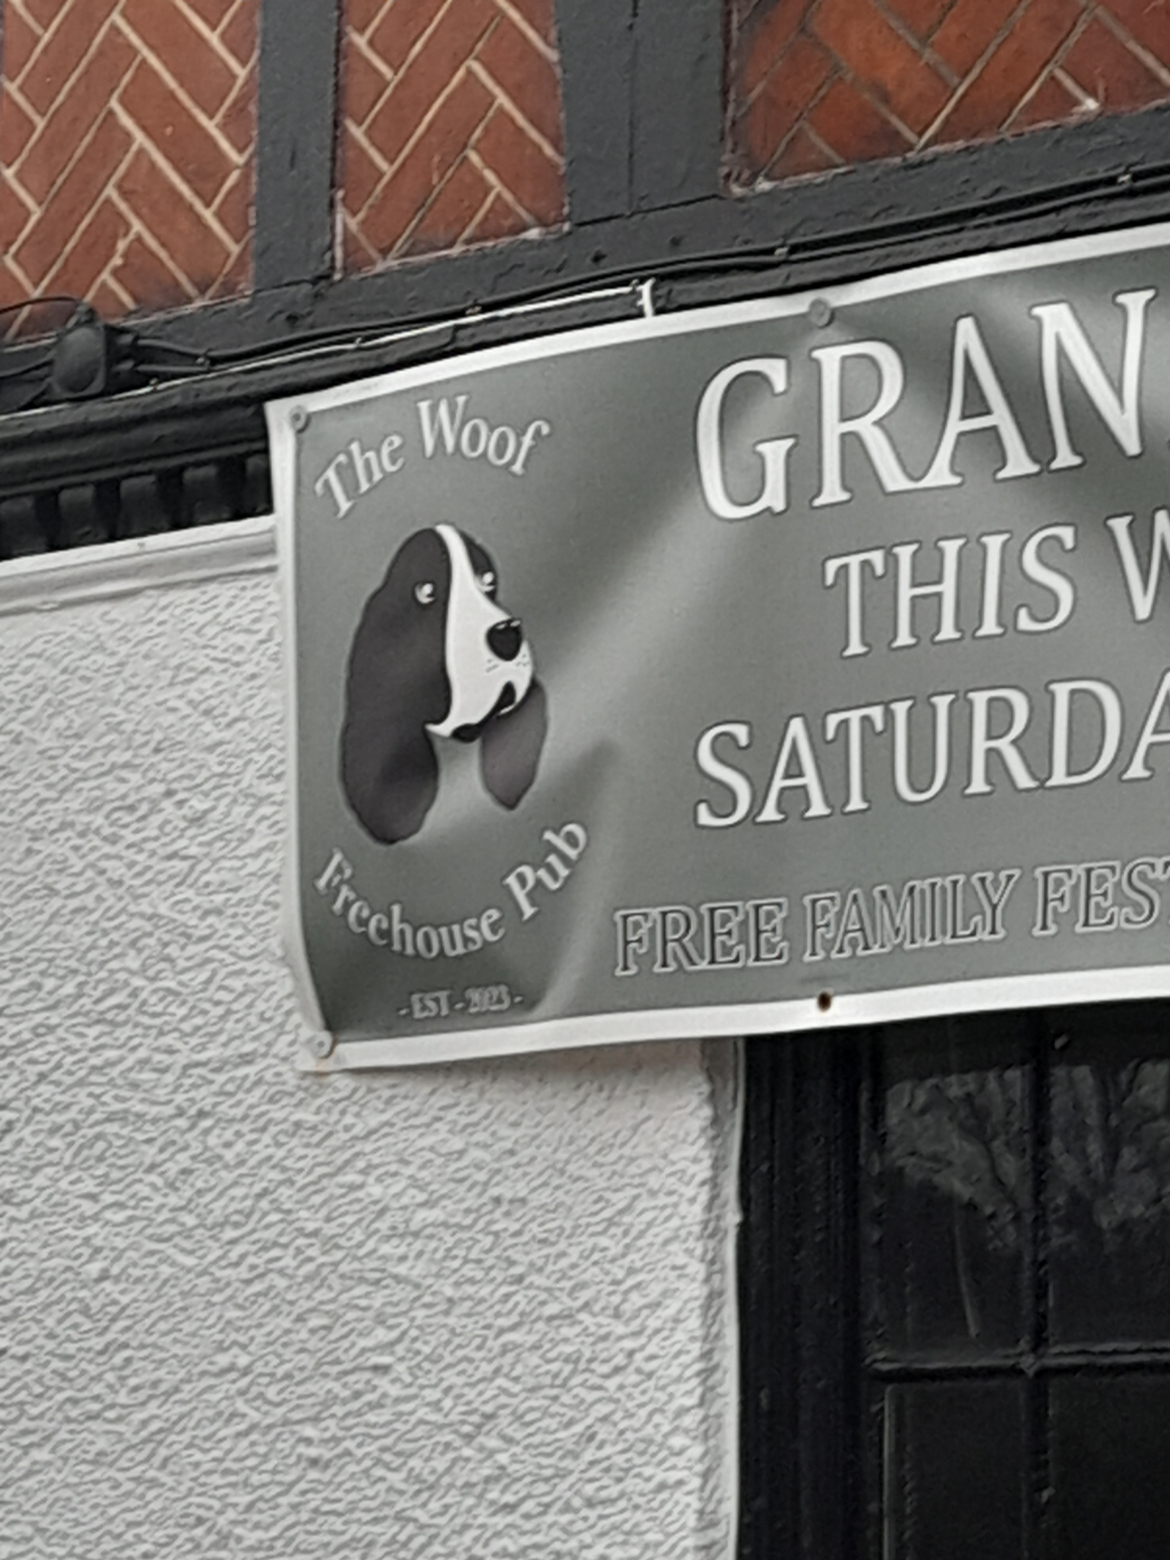 The Woof
Freehouse Pub
- EST - 2023 -
GRAN
THIS W
SATURDA
FREE FAMILY FEST